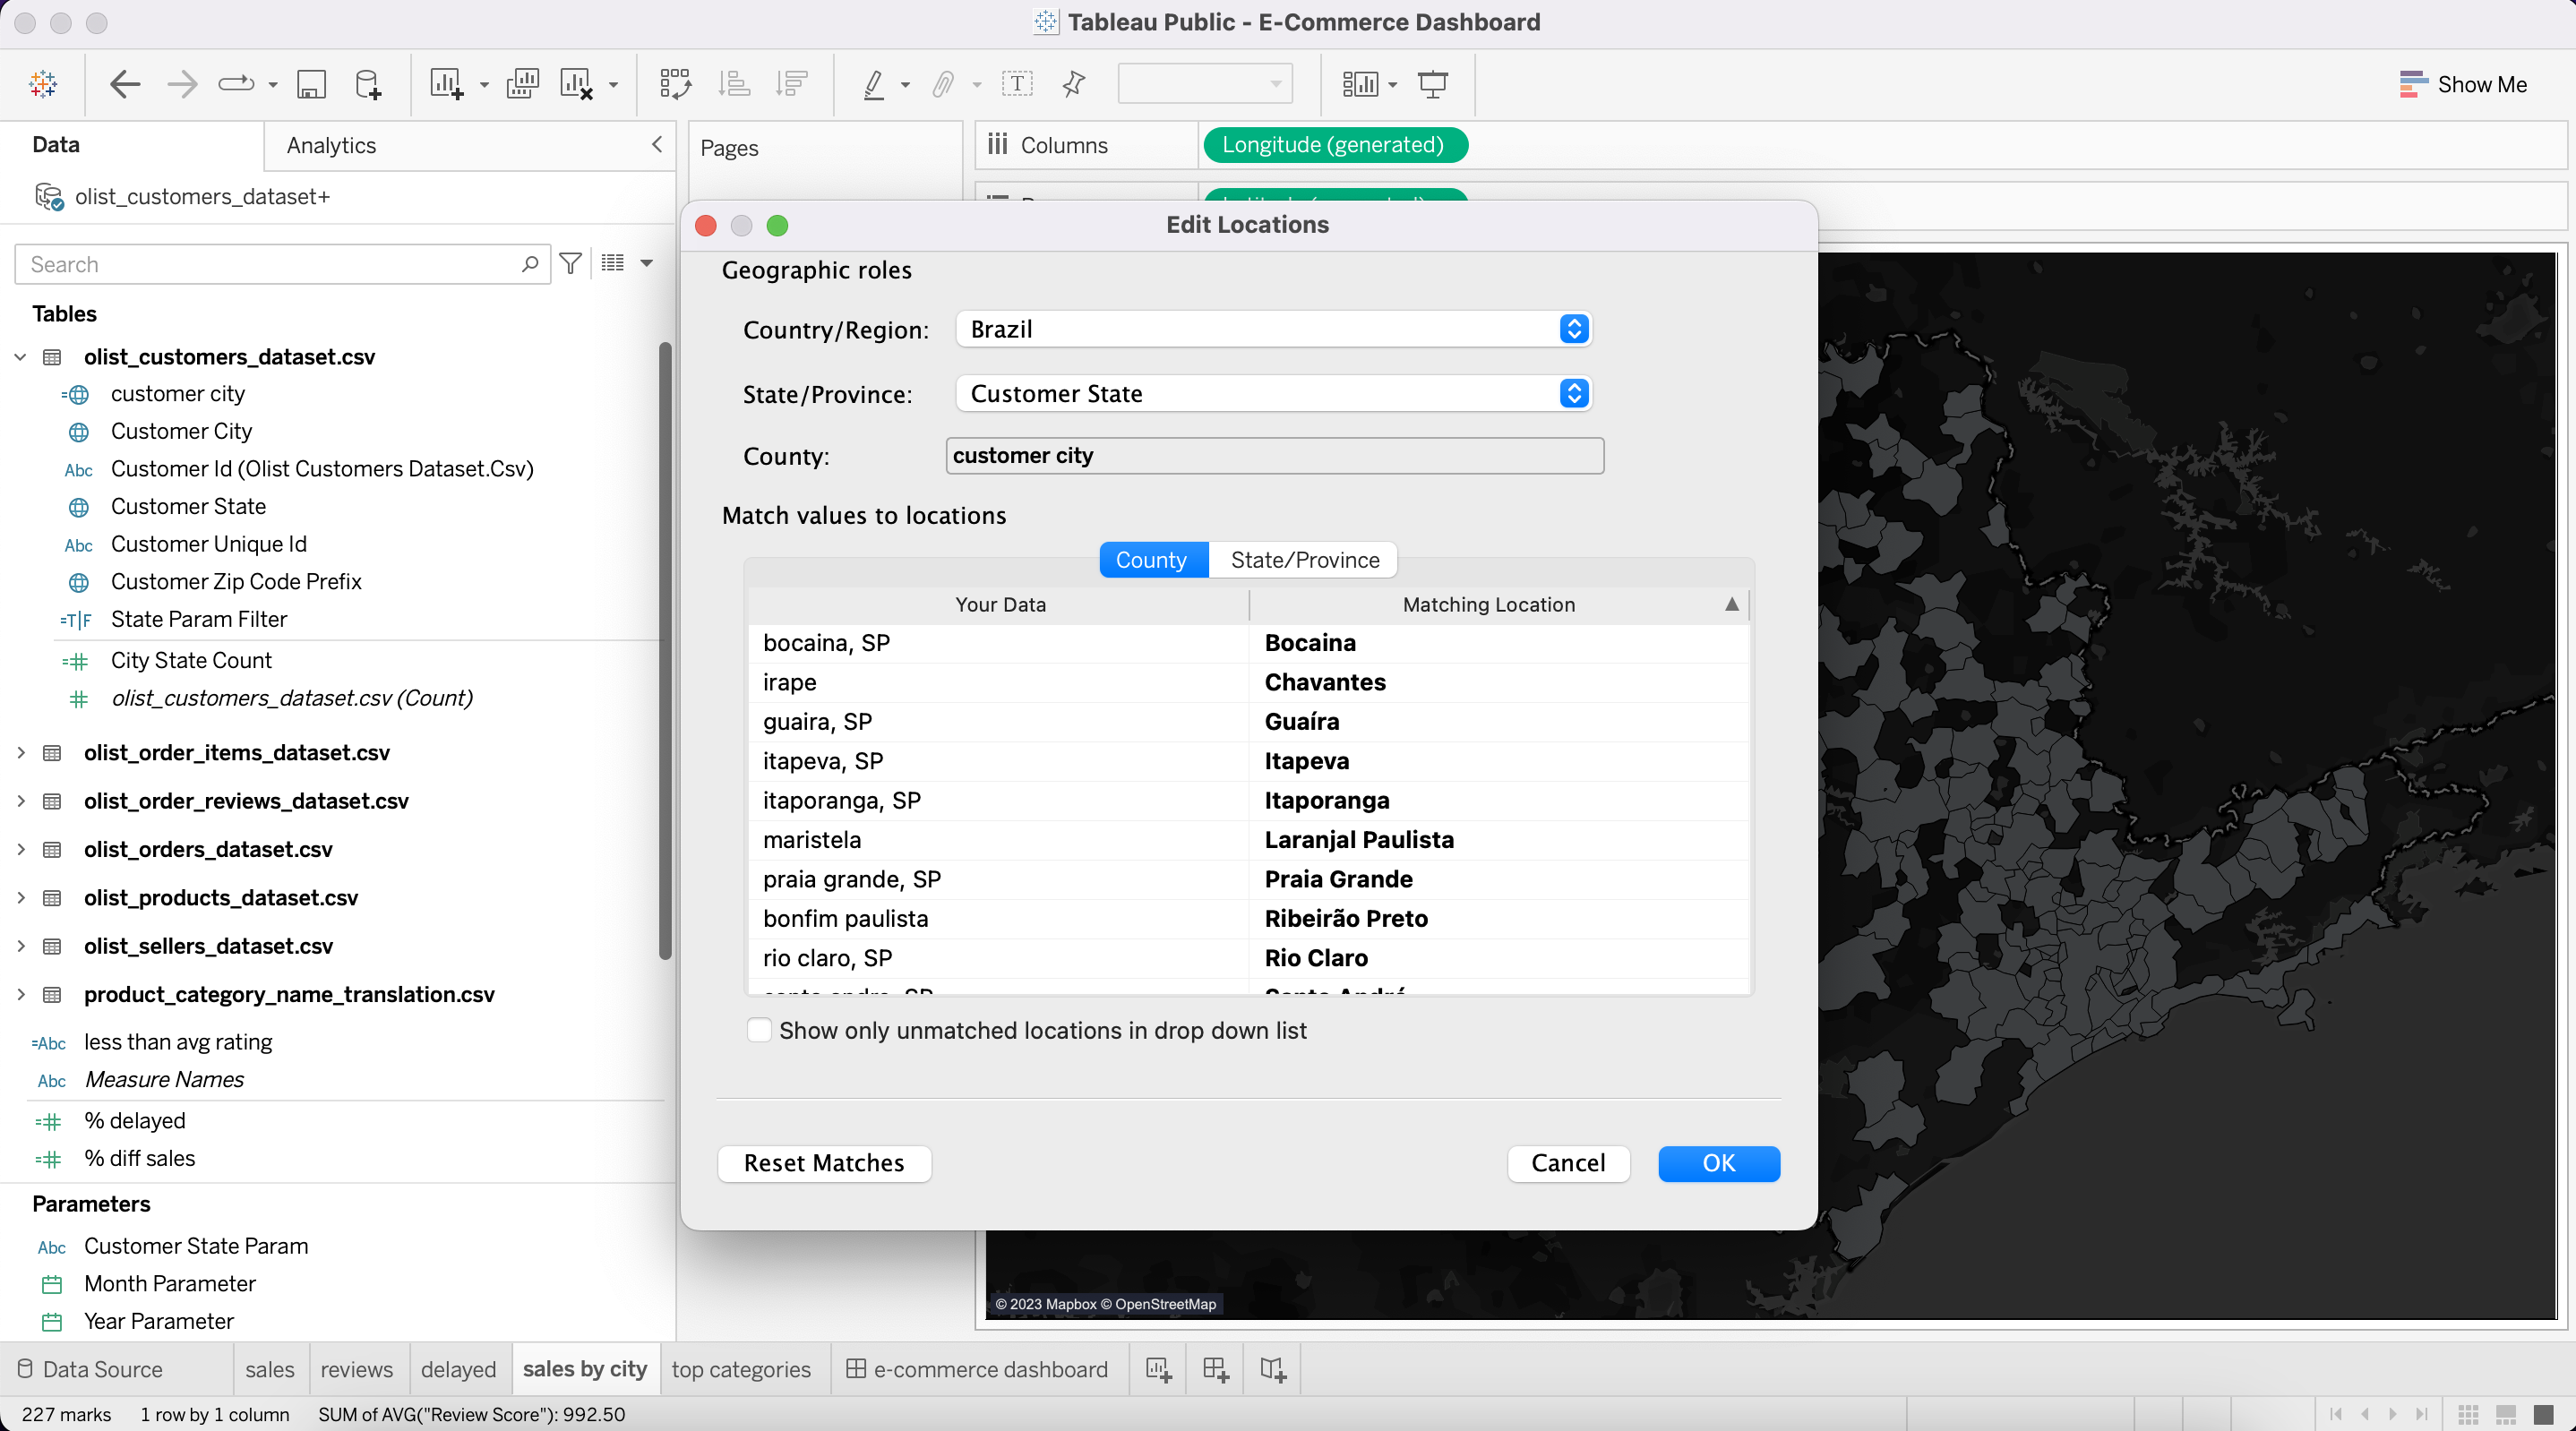 Tableau Public - E-Commerce Dashboard
Show Me
Data
Analytics
Pages
Columns
Longitude (generated)
olist_customers_dataset+
Search
Tables
olist_customers_dataset.csv
customer city
Customer City
Abc Customer Id (Olist Customers Dataset.Csv)
Customer State
Abc Customer Unique Id
Customer Zip Code Prefix
=T|F State Param Filter
City State Count
olist_customers_dataset.csv (Count)
olist_order_items_dataset.csv
olist_order_reviews_dataset.csv
olist_orders_dataset.csv
olist_products_dataset.csv
olist_sellers_dataset.csv
product_category_name_translation.csv
=Abc less than avg rating
Abc Measure Names
% delayed
% diff sales
Parameters
Abc Customer State Param
Month Parameter
Year Parameter
Edit Locations
Geographic roles
Country/Region: Brazil
State/Province: Customer State
County: customer city
Match values to locations
County State/Province
Your Data Matching Location
bocaina, SP Bocaina
irape Chavantes
guaira, SP Guaíra
itapeva, SP Itapeva
itaporanga, SP Itaporanga
maristela Laranjal Paulista
praia grande, SP Praia Grande
bonfim paulista Ribeirão Preto
rio claro, SP Rio Claro
Show only unmatched locations in drop down list
Reset Matches Cancel OK
© 2023 Mapbox © OpenStreetMap
Data Source sales reviews delayed sales by city top categories e-commerce dashboard
227 marks 1 row by 1 column SUM of AVG("Review Score"): 992.50